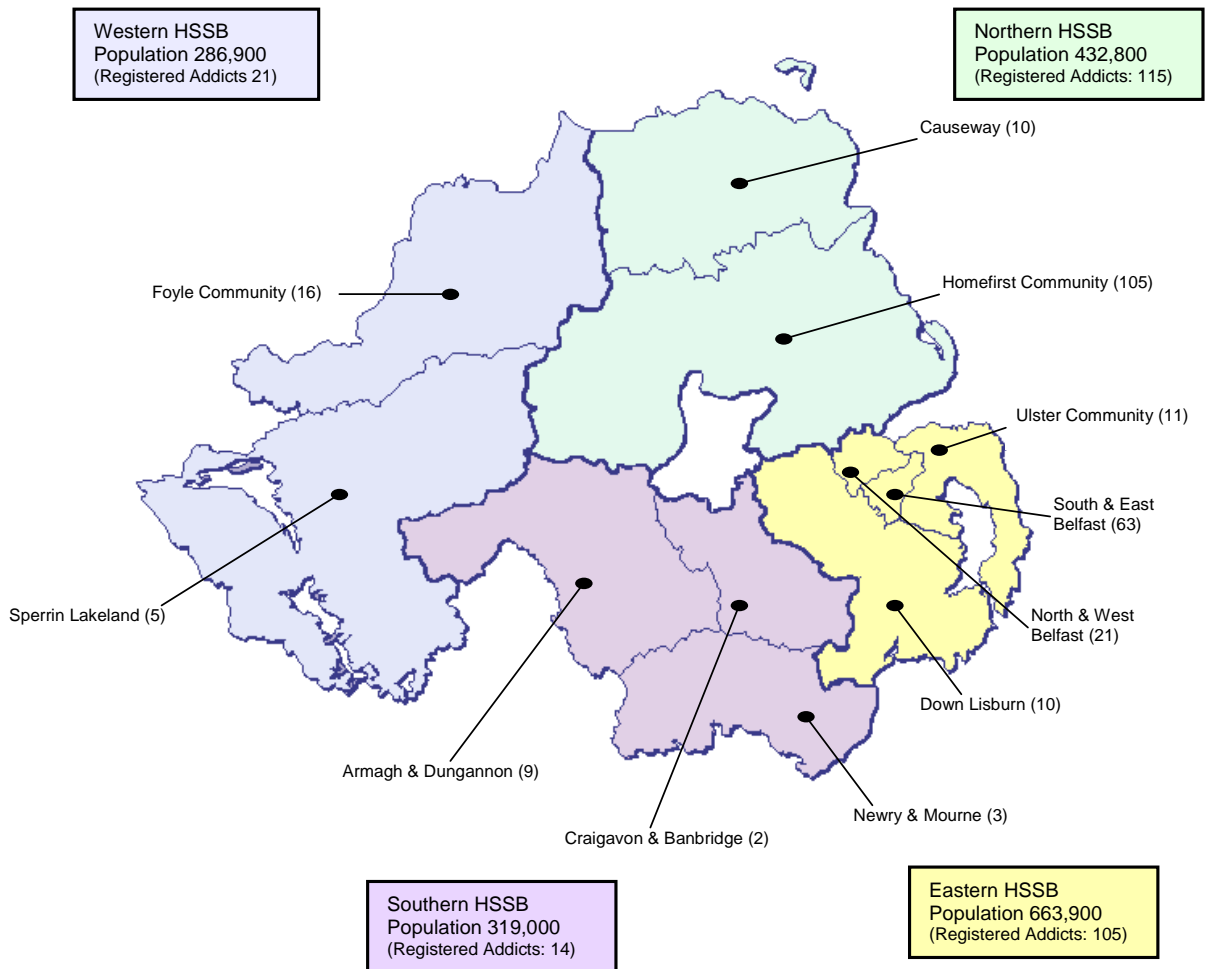 Western HSSB
Population 286,900
(Registered Addicts 21)
Northern HSSB
Population 432,800
(Registered Addicts: 115)
Causeway (10)
Foyle Community (16)
Homefirst Community (105)
Ulster Community (11)
South & East
Belfast (63)
Sperrin Lakeland (5)
North & West
Belfast (21)
Down Lisburn (10)
Armagh & Dungannon (9)
Newry & Mourne (3)
Craigavon & Banbridge (2)
Southern HSSB
Population 319,000
(Registered Addicts: 14)
Eastern HSSB
Population 663,900
(Registered Addicts: 105)